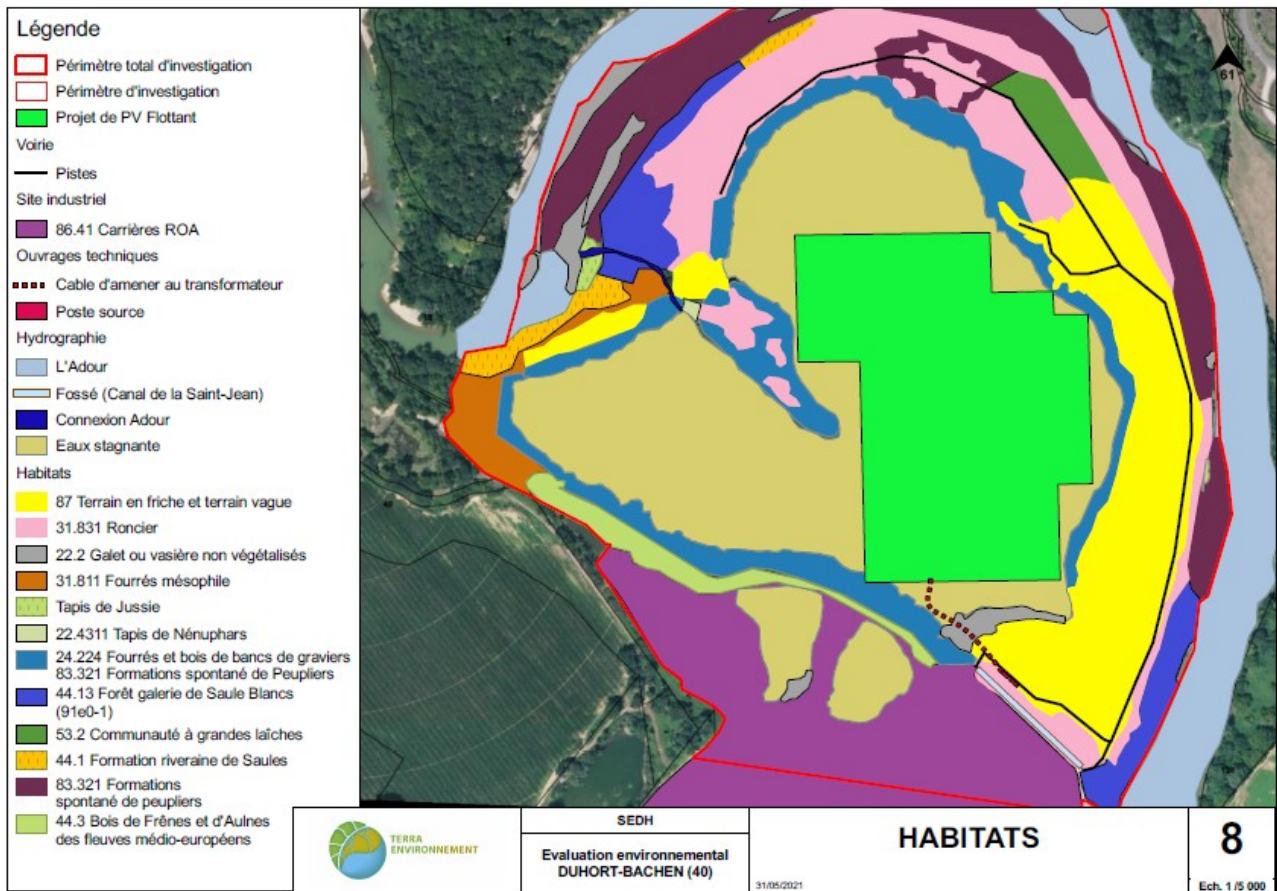 Légende
Périmètre total d'investigation
Périmètre d'investigation
Projet de PV Flottant
Voirie
Pistes
Site industriel
86.41 Carrières ROA
Ouvrages techniques
Cable d'amener au transformateur
Poste source
Hydrographie
L'Adour
Fossé (Canal de la Saint-Jean)
Connexion Adour
Eaux stagnante
Habitats
87 Terrain en friche et terrain vague
31.831 Roncier
22.2 Galet ou vasière non végétalisés
31.811 Fourrés mésophile
Tapis de Jussie
22.4311 Tapis de Nénuphars
24.224 Fourrés et bois de bancs de graviers
83.321 Formations spontané de Peupliers
44.13 Forêt galerie de Saule Blancs
(91e0-1)
53.2 Communauté à grandes laîches
44.1 Formation riveraine de Saules
83.321 Formations
spontané de peupliers
44.3 Bois de Frênes et d'Aulnes
des fleuves médio-européens
61
TERRA
ENVIRONNEMENT
SEDH
Evaluation environmental
DUHORT-BACHEN (40)
31/05/2021
HABITATS
8
Ech. 1/5 000